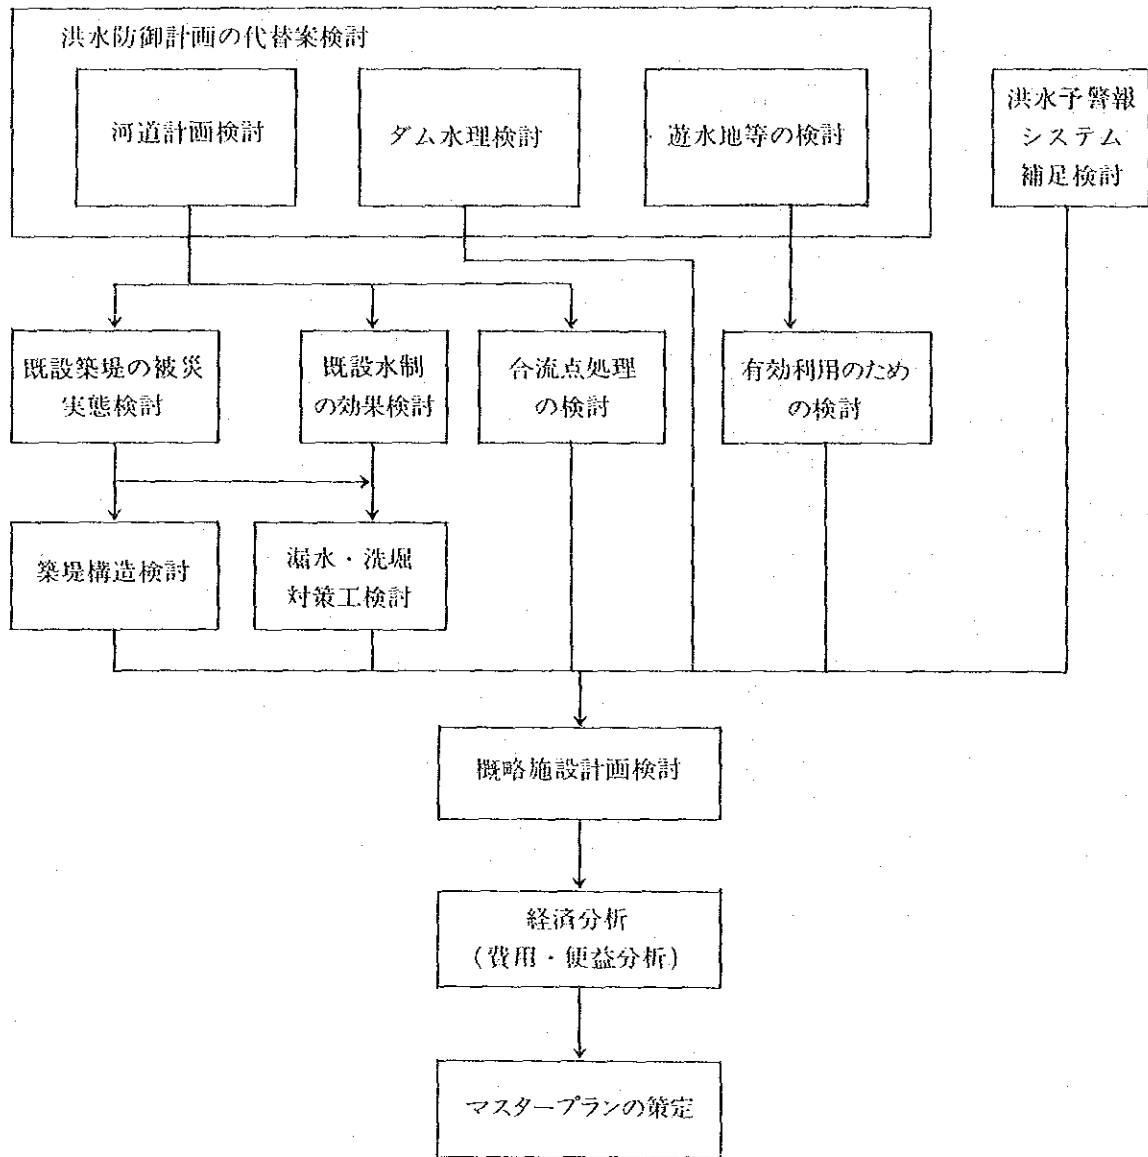 洪水防御計画の代替案検討
河道計画検討
ダム水理検討
遊水地等の検討
洪水予警報
システム
補足検討
既設築堤の被災
実態検討
既設水制
の効果検討
合流点処理
の検討
有効利用のため
の検討
築堤構造検討
漏水・洗堀
対策工検討
概略施設計画検討
経済分析
(費用・便益分析)
マスタープランの策定